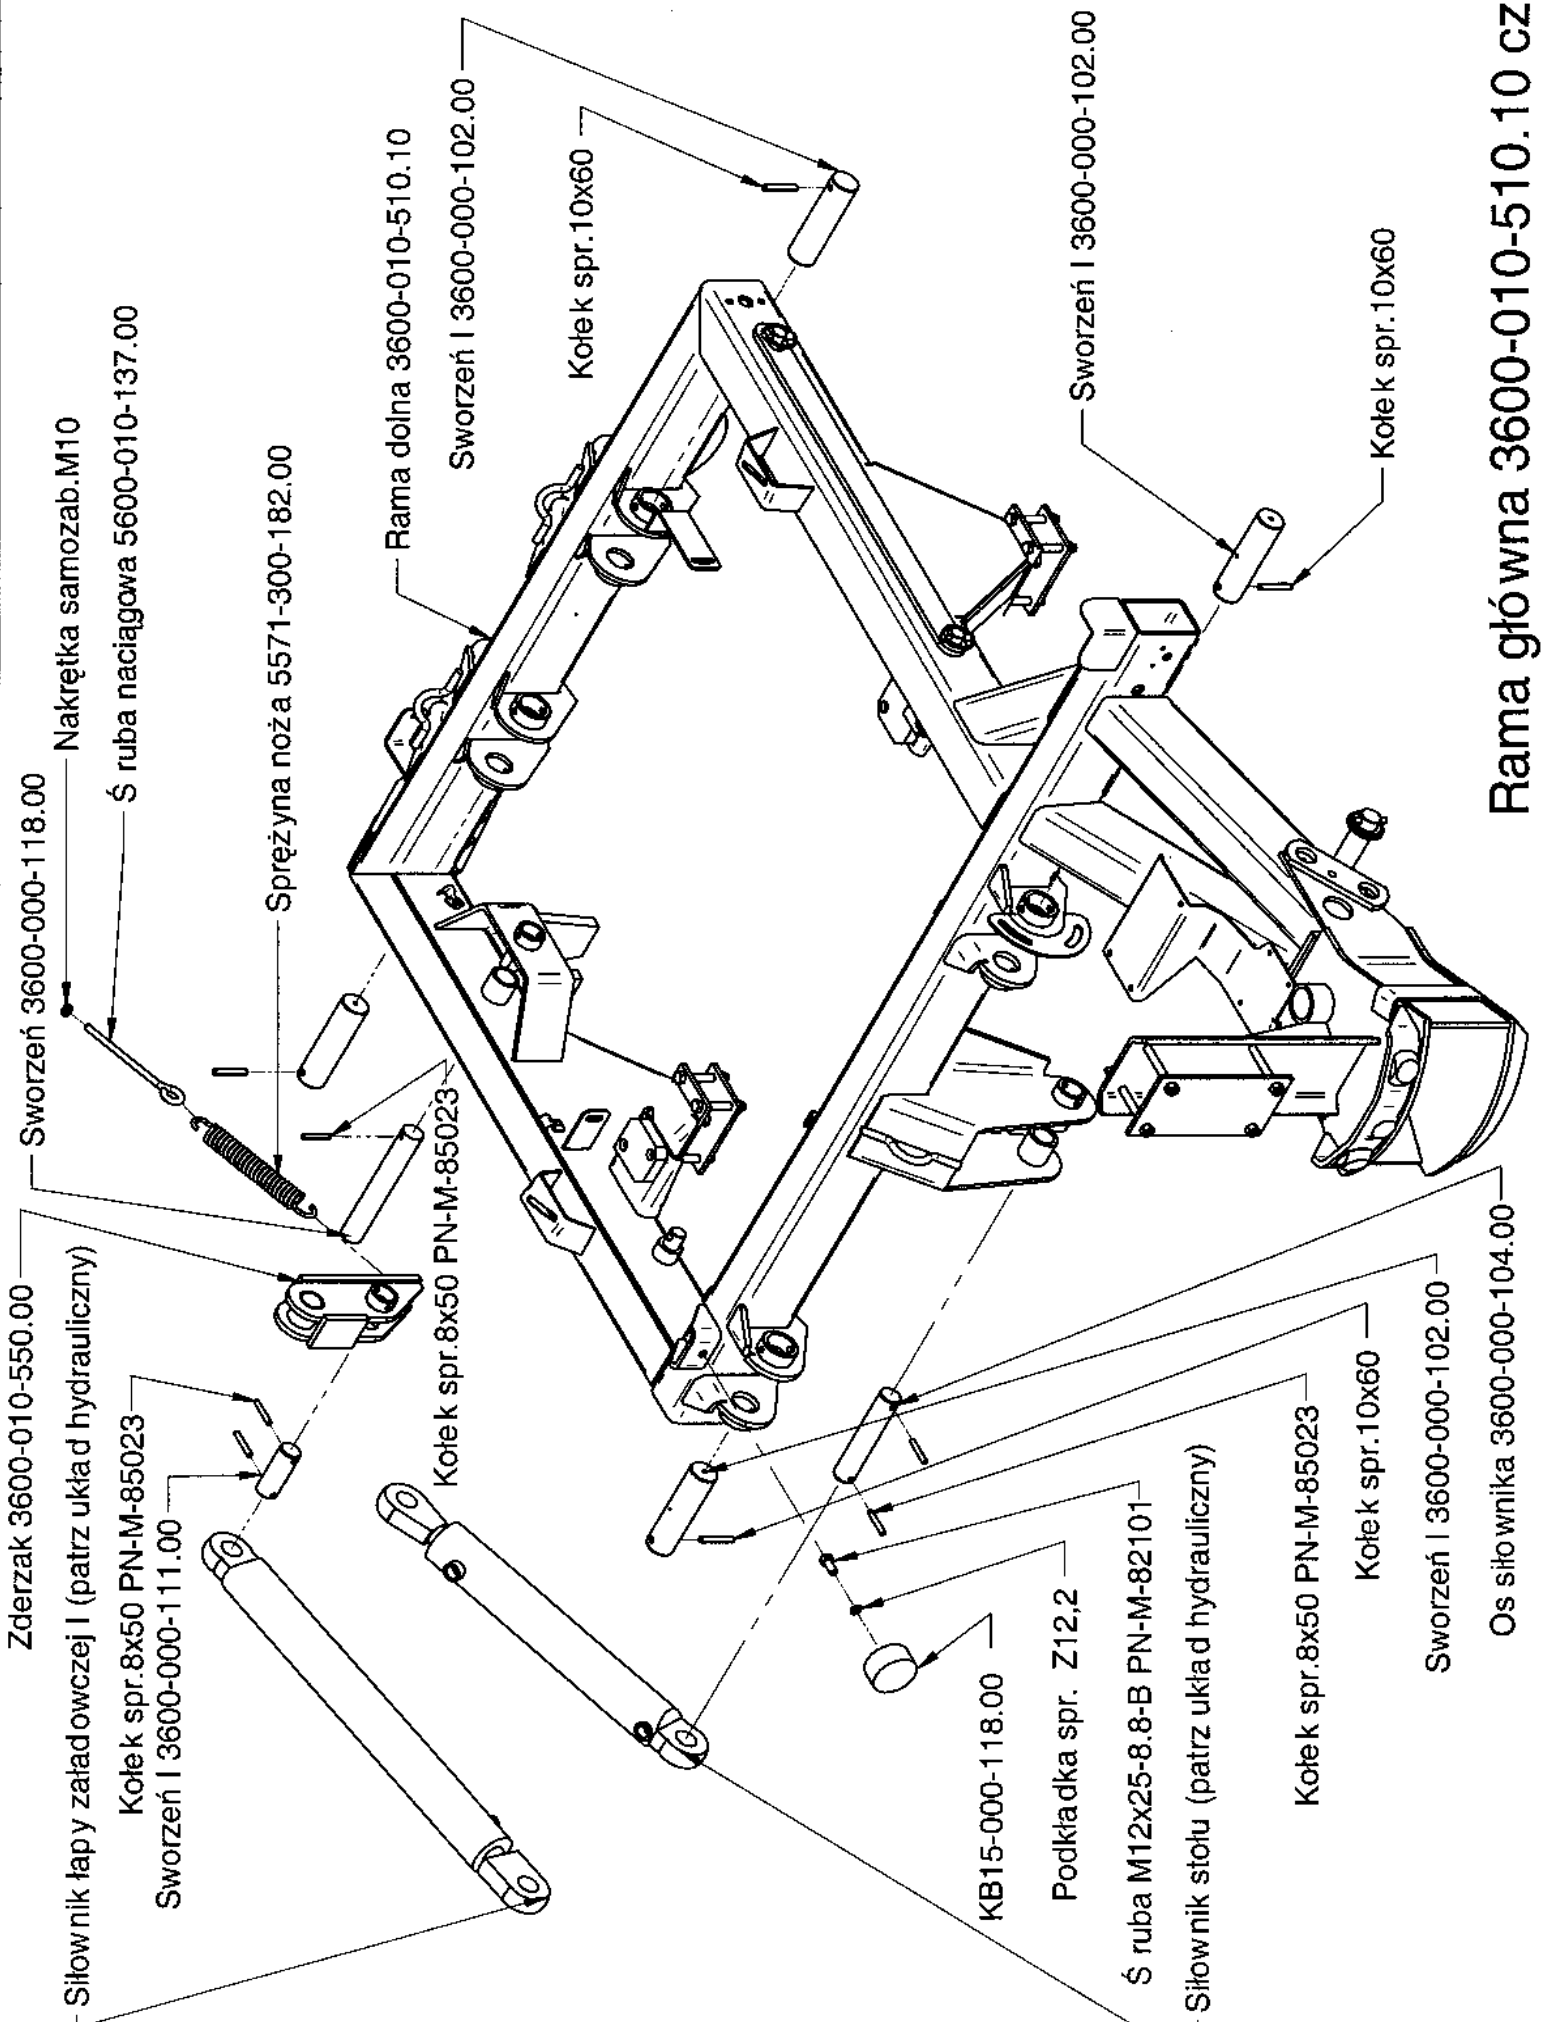 Zderzak 3600-010-550.00
Siłownik łapy załadowczej I (patrz układ hydrauliczny)
Kołek spr.8x50 PN-M-85023
Sworzeń I 3600-000-111.00
Sworzeń 3600-000-118.00
Nakrętka samozab.M10
Śruba naciągowa 5600-010-137.00
Sprężyna noża 5571-300-182.00
Kołek spr.8x50 PN-M-85023
Rama dolna 3600-010-510.10
Sworzeń I 3600-000-102.00
Kołek spr.10x60
Sworzeń I 3600-000-102.00
Kołek spr.10x60
KB15-000-118.00
Podkładka spr. Z12,2
Śruba M12x25-8.8-B PN-M-82101
Siłownik stołu (patrz układ hydrauliczny)
Kołek spr.8x50 PN-M-85023
Kołek spr.10x60
Sworzeń I 3600-000-102.00
Os siłownika 3600-000-104.00
Rama główna 3600-010-510.10 cz